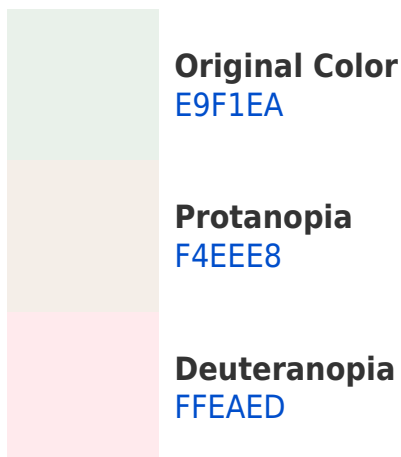 Original Color
E9F1EA
Protanopia
F4EEE8
Deuteranopia
FFEAED